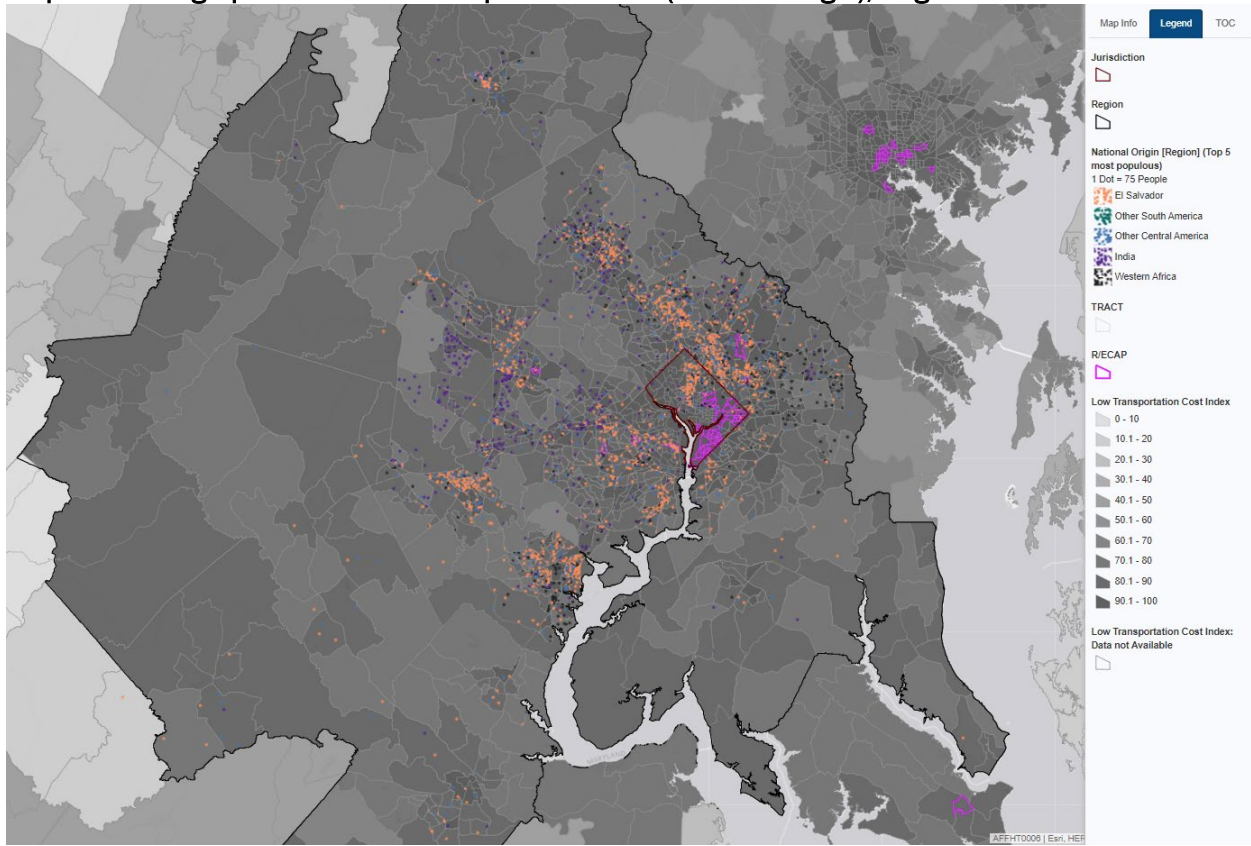 Map Info Legend TOC
Jurisdiction
Region
National Origin [Region] (Top 5
most populous)
1 Dot = 75 People
El Salvador
Other South America
Other Central America
India
Western Africa
TRACT
R/ECAP
Low Transportation Cost Index
0 - 10
10.1 - 20
20.1 - 30
30.1 - 40
40.1 - 50
50.1 - 60
60.1 - 70
70.1 - 80
80.1 - 90
90.1 - 100
Low Transportation Cost Index:
Data not Available
MARYLAND
AFFHT0006 | Esri, HER